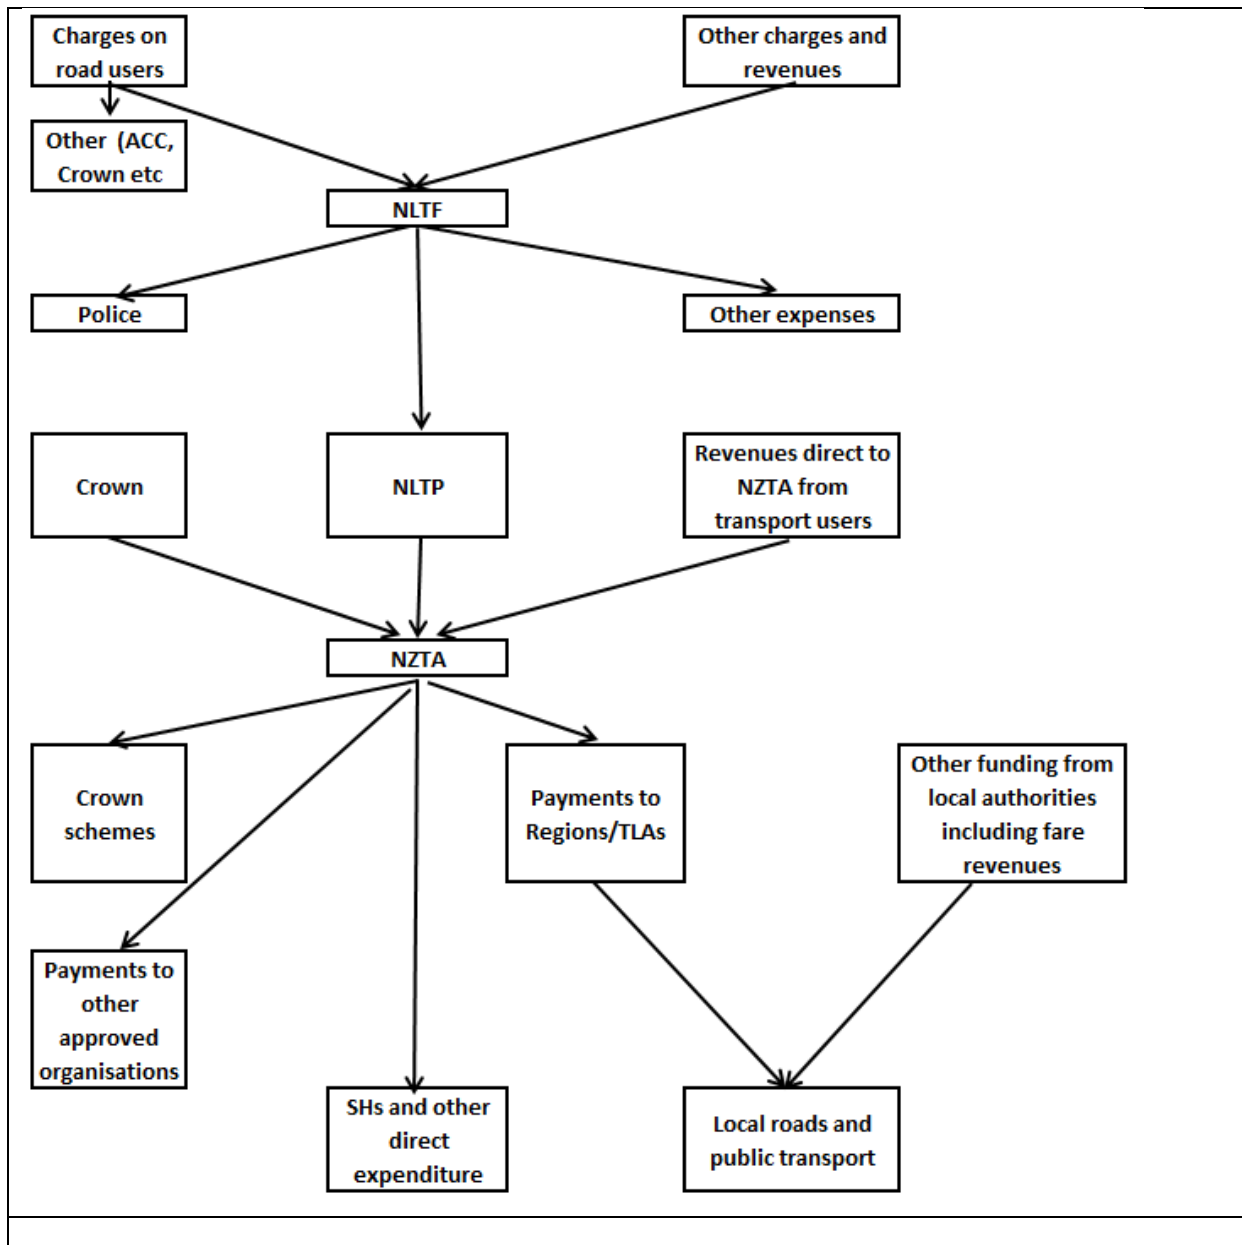 Charges on
road users
Other charges and
revenues
Other  (ACC,
Crown etc
NLTF
Police
Other expenses
Crown
NLTP
Revenues direct to
NZTA from
transport users
NZTA
Crown
schemes
Payments to
Regions/TLAs
Other funding from
local authorities
including fare
revenues
Payments to
other
approved
organisations
SHs and other
direct
expenditure
Local roads and
public transport